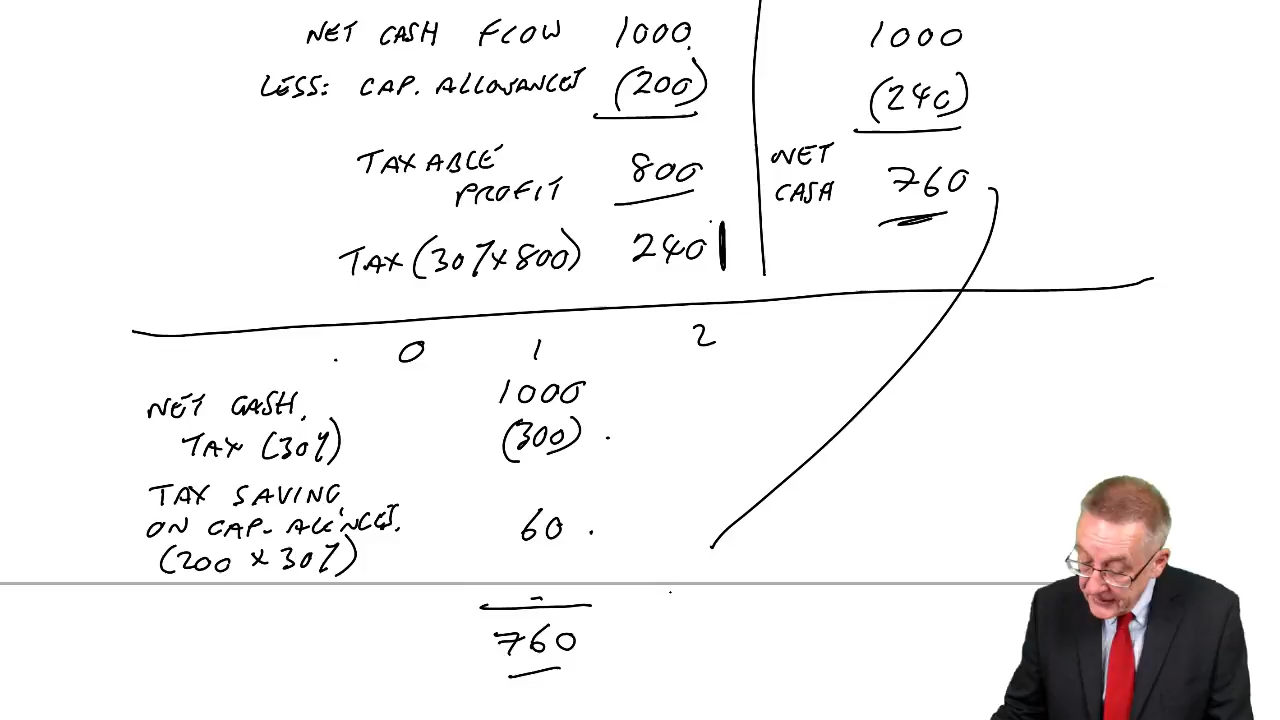 NET CASH FLOW 1000 1000
LESS: CAP. ALLOWANCES (200) (240)
TAXABLE PROFIT 800 NET CASH 760
TAX (30% x 800) 240
0 1 2
NET CASH. 1000
TAX (30%) (300)
TAX SAVING
ON CAP. ALL'NCES. 60
(200 x 30%)
760